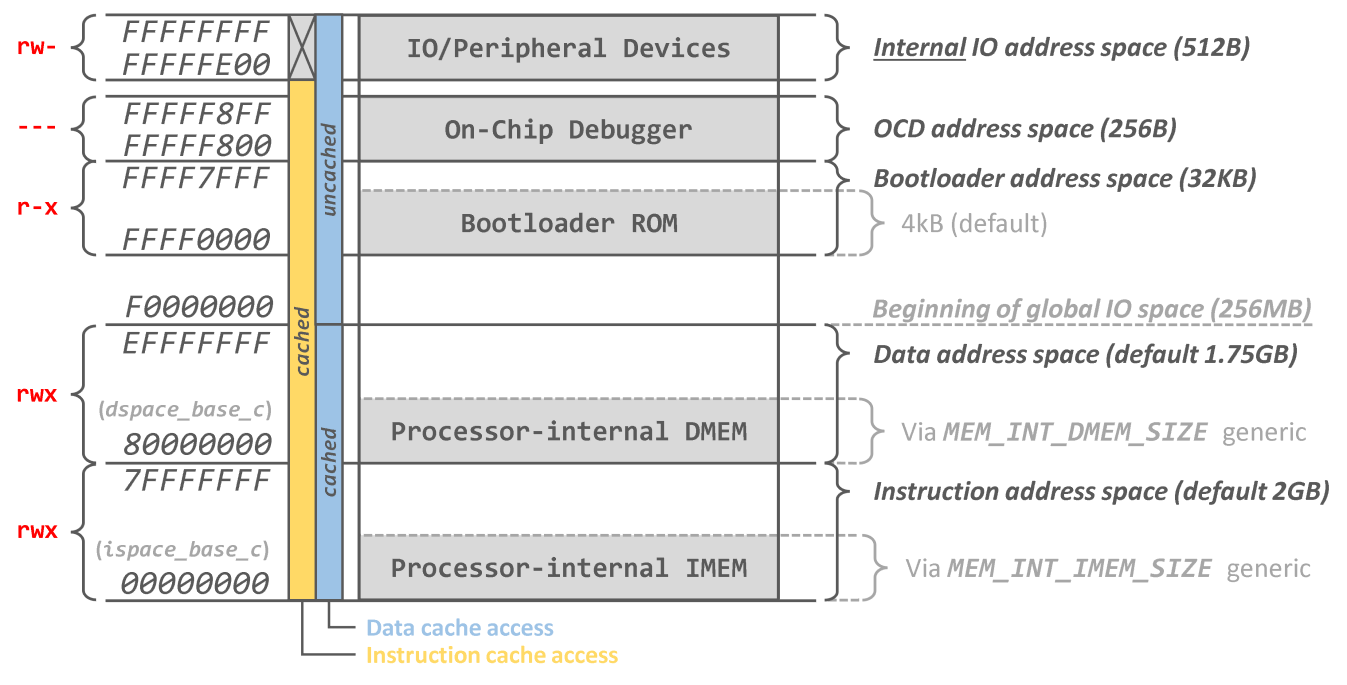 FFFFFFFF
rw- IO/Peripheral Devices Internal IO address space (512B)
FFFFFE00
FFFFF8FF
--- On-Chip Debugger OCD address space (256B)
FFFFF800
FFFF7FFF Bootloader address space (32KB)
r-x
Bootloader ROM 4kB (default)
FFFF0000
uncached
F0000000 Beginning of global IO space (256MB)
EFFFFFFF Data address space (default 1.75GB)
cached
rwx
(dspace_base_c)
80000000 Processor-internal DMEM Via MEM_INT_DMEM_SIZE generic
cached
7FFFFFFF Instruction address space (default 2GB)
rwx
(ispace_base_c)
00000000 Processor-internal IMEM Via MEM_INT_IMEM_SIZE generic
Data cache access
Instruction cache access